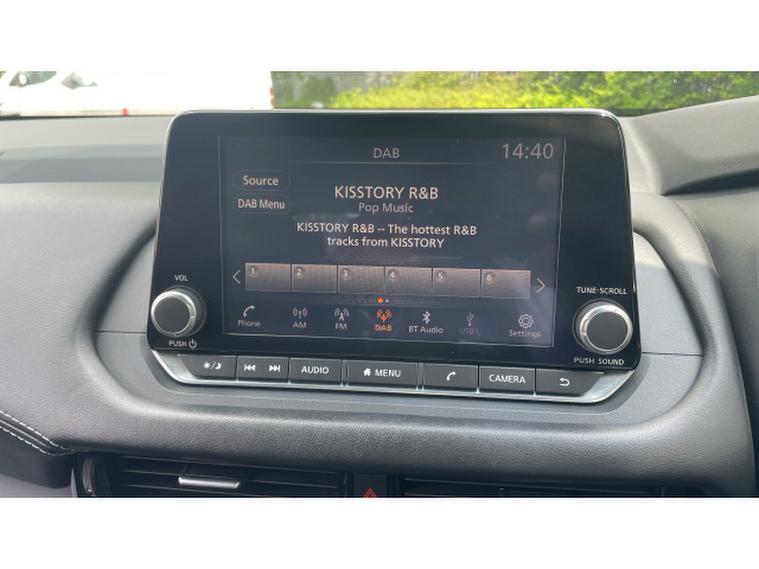 DAB
14:40
Source
KISSTORY R&B
Pop Music
DAB Menu
KISSTORY R&B -- The hottest R&B
tracks from KISSTORY
1 2 3 4 5 6
VOL
TUNE·SCROLL
Phone AM FM DAB BT Audio USB1 Settings
PUSH
PUSH SOUND
AUDIO MENU CAMERA